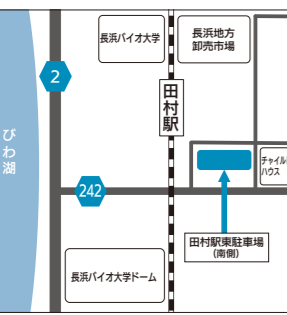 長浜バイオ大学
長浜地方
卸売市場
2
田村駅
びわ湖
チャイルド
ハウス
242
田村駅東駐車場
(南側)
長浜バイオ大学ドーム